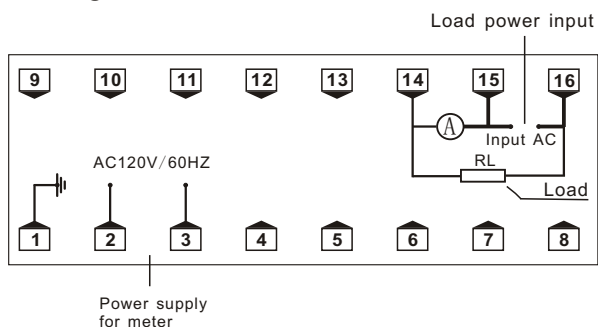 Load power input
9 10 11 12 13 14 15 16
A
Input AC
AC120V/60HZ
RL
Load
1 2 3 4 5 6 7 8
Power supply
for meter